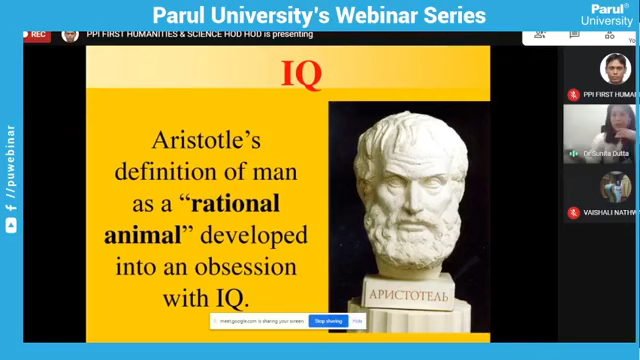 Parul University's Webinar Series
Parul®
University
REC
PPI FIRST HUMANITIES & SCIENCE HOD HOD is presenting
IQ
Aristotle's
definition of man
as a “rational
animal” developed
into an obsession
with IQ.
АРИСТОТЕЛЬ
meet.google.com is sharing your screen.
Stop sharing
Hide
PPI FIRST HUMAN
Dr Sunita Dutta
VAISHALI NATHW
/puwebinar